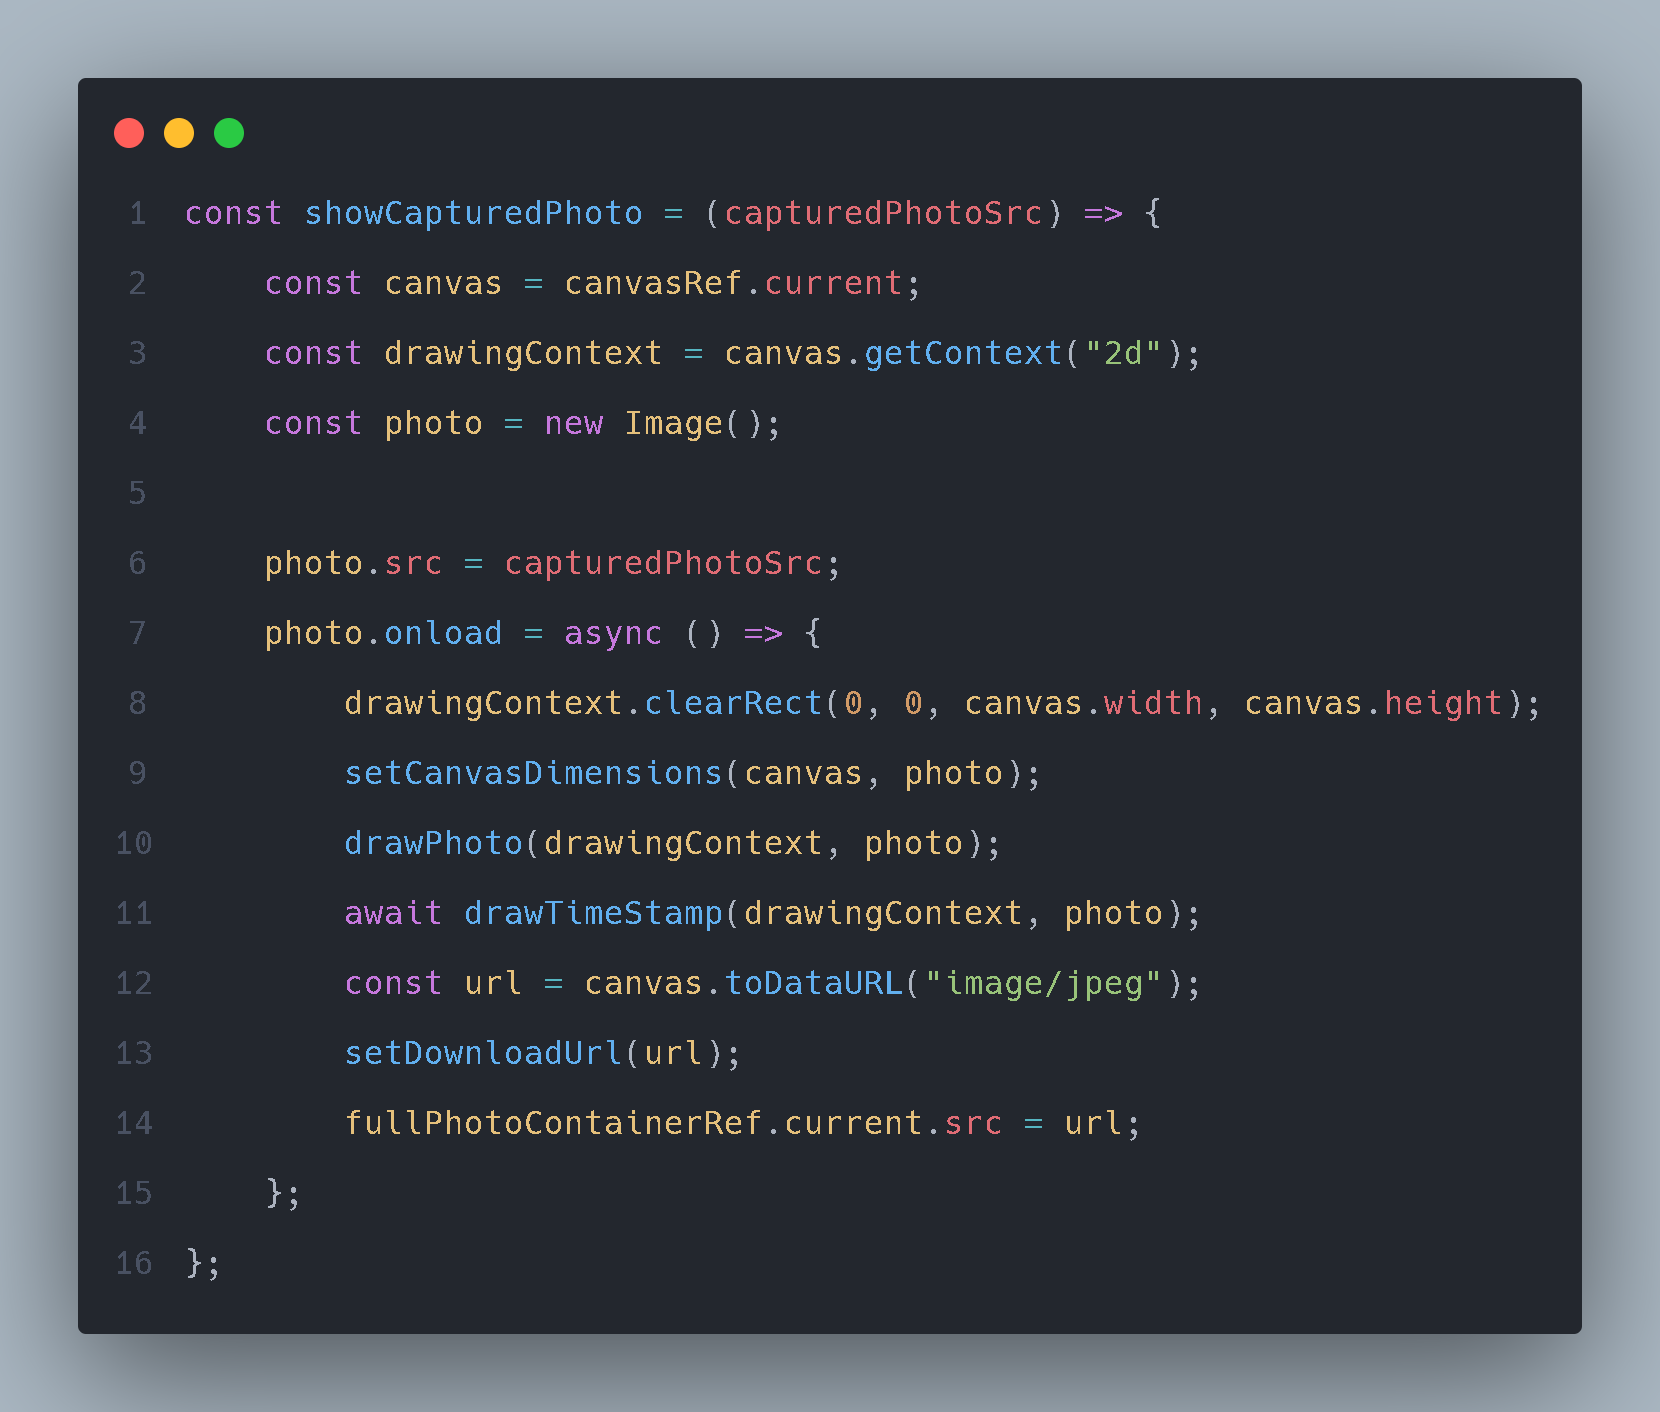 1 const showCapturedPhoto = (capturedPhotoSrc) => {
2     const canvas = canvasRef.current;
3     const drawingContext = canvas.getContext("2d");
4     const photo = new Image();
5
6     photo.src = capturedPhotoSrc;
7     photo.onload = async () => {
8         drawingContext.clearRect(0, 0, canvas.width, canvas.height);
9         setCanvasDimensions(canvas, photo);
10         drawPhoto(drawingContext, photo);
11         await drawTimeStamp(drawingContext, photo);
12         const url = canvas.toDataURL("image/jpeg");
13         setDownloadUrl(url);
14         fullPhotoContainerRef.current.src = url;
15     };
16 };